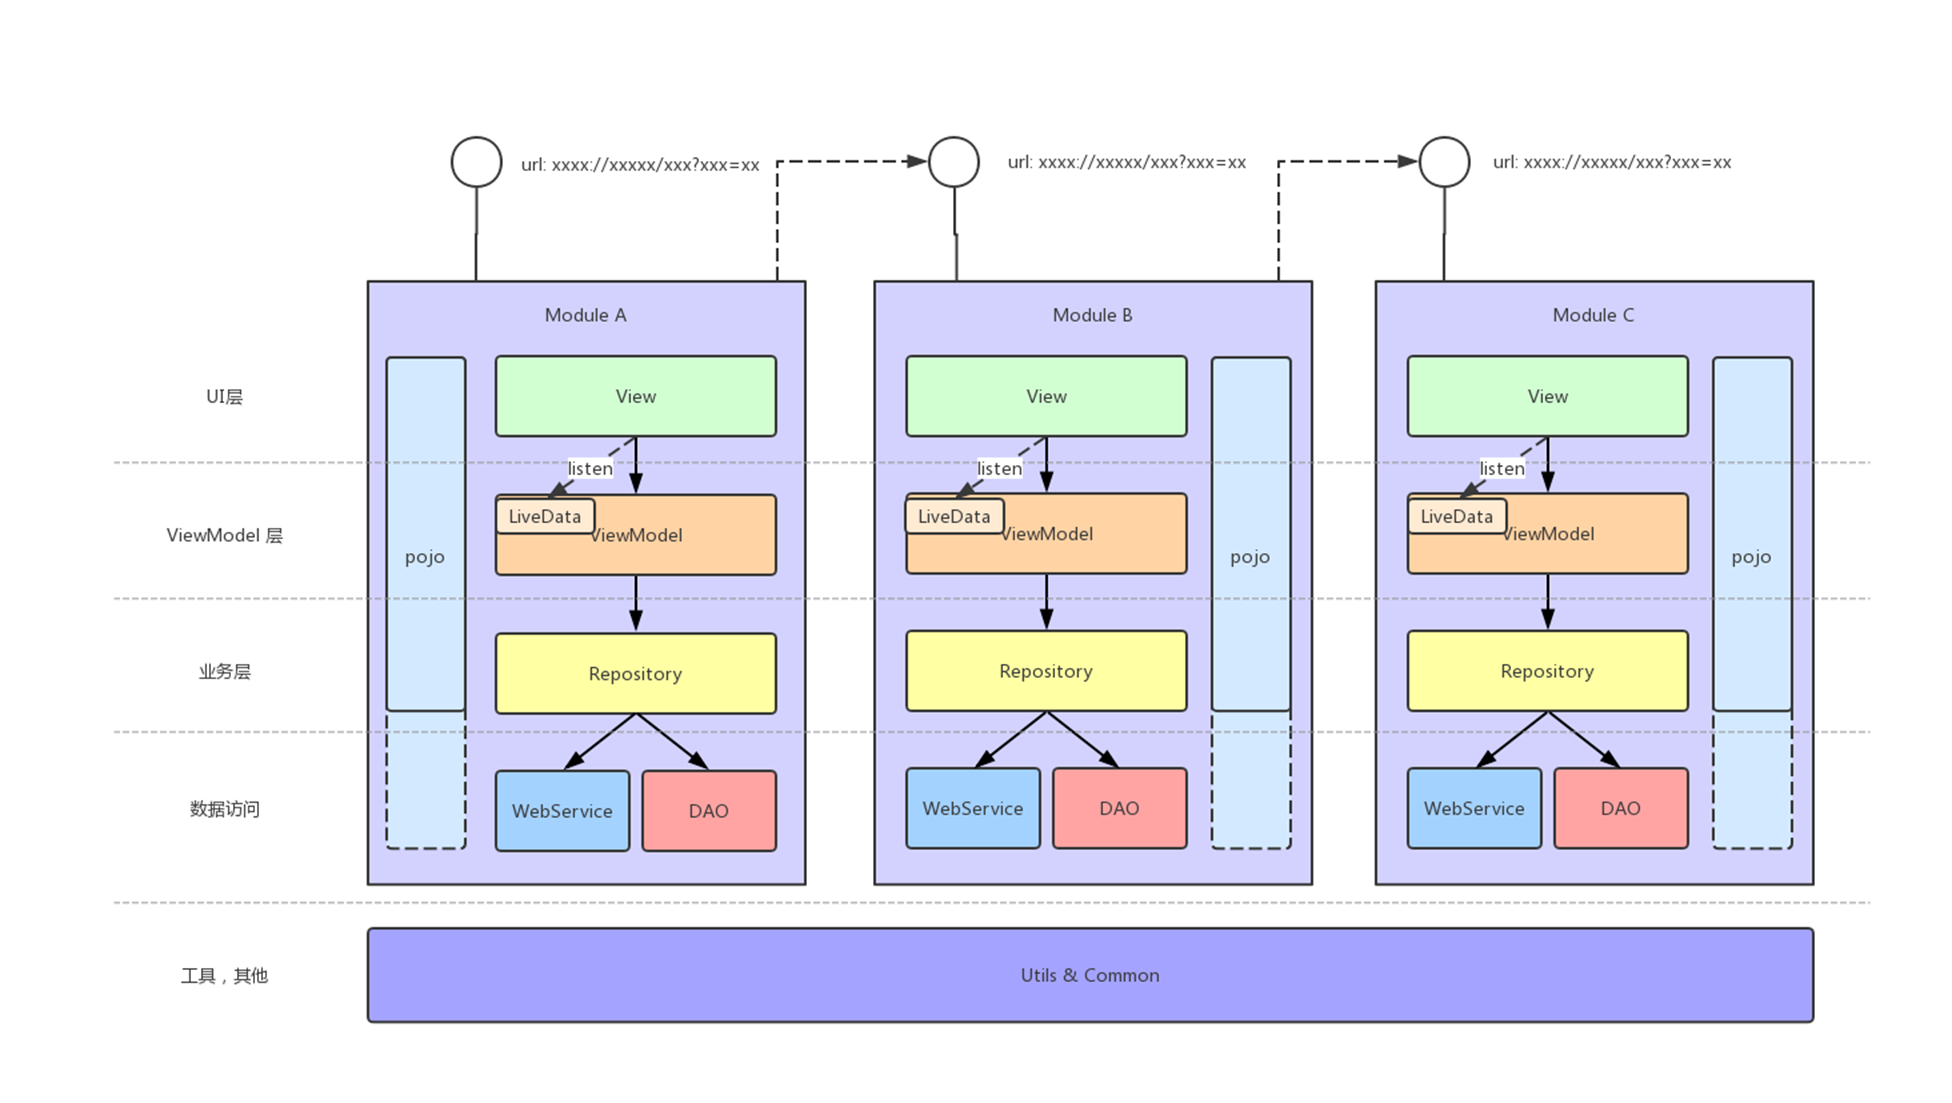 url: xxxx://xxxxx/xxx?xxx=xx
url: xxxx://xxxxx/xxx?xxx=xx
url: xxxx://xxxxx/xxx?xxx=xx
Module A
Module B
Module C
UI层
View
View
View
listen
listen
listen
LiveData
LiveData
LiveData
ViewModel 层
ViewModel
ViewModel
ViewModel
pojo
pojo
pojo
业务层
Repository
Repository
Repository
数据访问
WebService
DAO
WebService
DAO
WebService
DAO
工具，其他
Utils & Common